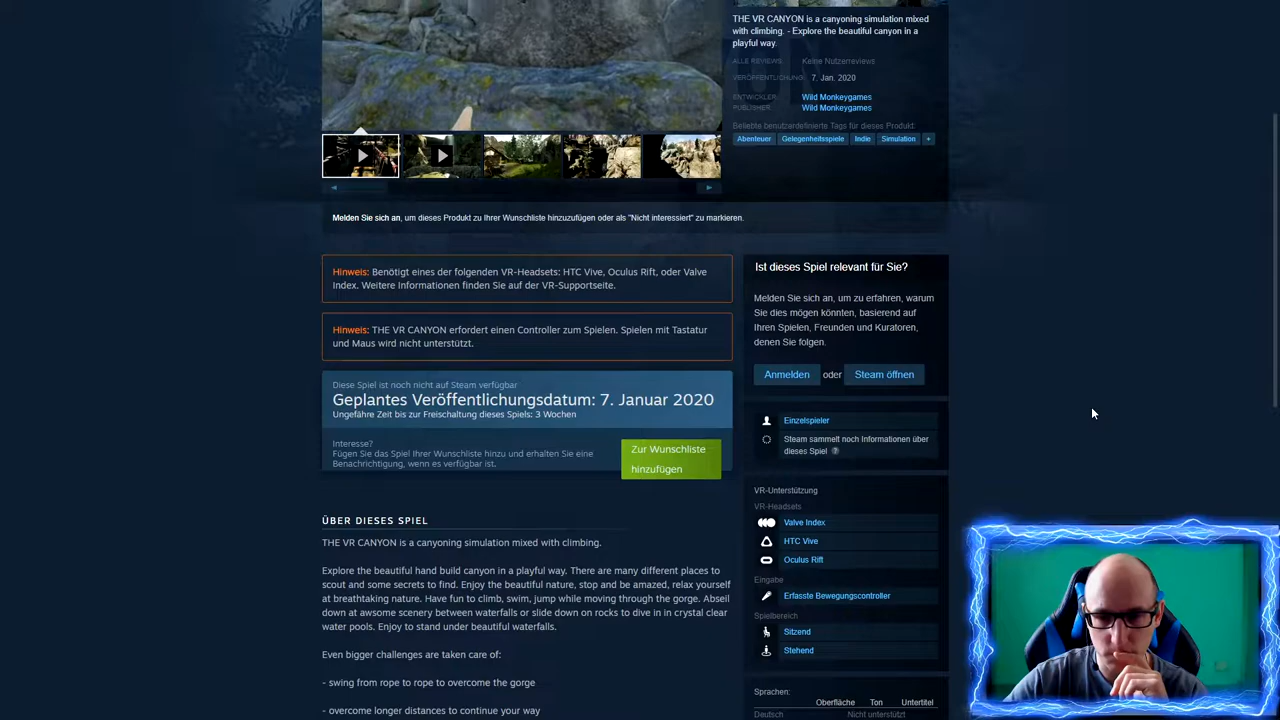 THE VR CANYON is a canyoning simulation mixed
with climbing. - Explore the beautiful canyon in a
playful way.
ALLE REVIEWS: Keine Nutzerreviews
VERÖFFENTLICHUNG: 7. Jan. 2020
ENTWICKLER: Wild Monkeygames
PUBLISHER: Wild Monkeygames
Beliebte benutzerdefinierte Tags für dieses Produkt:
Abenteuer Gelegenheitsspiele Indie Simulation +
Melden Sie sich an, um dieses Produkt zu Ihrer Wunschliste hinzuzufügen oder als "Nicht interessiert" zu markieren.
Hinweis: Benötigt eines der folgenden VR-Headsets: HTC Vive, Oculus Rift, oder Valve
Index. Weitere Informationen finden Sie auf der VR-Supportseite.
Hinweis: THE VR CANYON erfordert einen Controller zum Spielen. Spielen mit Tastatur
und Maus wird nicht unterstützt.
Diese Spiel ist noch nicht auf Steam verfügbar
Geplantes Veröffentlichungsdatum: 7. Januar 2020
Ungefähre Zeit bis zur Freischaltung dieses Spiels: 3 Wochen
Interesse?
Fügen Sie das Spiel Ihrer Wunschliste hinzu und erhalten Sie eine
Benachrichtigung, wenn es verfügbar ist.
Zur Wunschliste
hinzufügen
ÜBER DIESES SPIEL
THE VR CANYON is a canyoning simulation mixed with climbing.
Explore the beautiful hand build canyon in a playful way. There are many different places to
scout and some secrets to find. Enjoy the beautiful nature, stop and be amazed, relax yourself
at breathtaking nature. Have fun to climb, swim, jump while moving through the gorge. Abseil
down at awsome scenery between waterfalls or slide down on rocks to dive in in crystal clear
water pools. Enjoy to stand under beautiful waterfalls.
Even bigger challenges are taken care of:
- swing from rope to rope to overcome the gorge
- overcome longer distances to continue your way
Ist dieses Spiel relevant für Sie?
Melden Sie sich an, um zu erfahren, warum
Sie dies mögen könnten, basierend auf
Ihren Spielen, Freunden und Kuratoren,
denen Sie folgen.
Anmelden oder Steam öffnen
Einzelspieler
Steam sammelt noch Informationen über
dieses Spiel ?
VR-Unterstützung
VR-Headsets
Valve Index
HTC Vive
Oculus Rift
Eingabe
Erfasste Bewegungscontroller
Spielbereich
Sitzend
Stehend
Sprachen:
Oberfläche Ton Untertitel
Deutsch Nicht unterstützt